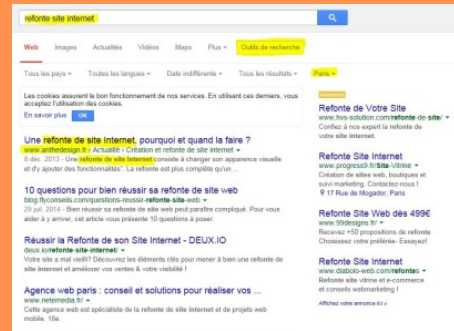 refonte site internet
Web Images Actualités Vidéos Maps Plus Outils de recherche
Tous les pays Toutes les langues Date indifférente Tous les résultats Paris
Les cookies assurent le bon fonctionnement de nos services. En utilisant ces derniers, vous
acceptez l'utilisation des cookies.
En savoir plus OK
Une refonte de site Internet, pourquoi et quand la faire ?
www.anthedesign.fr › Actualité › Création et refonte de site internet
6 déc. 2013 - Une refonte de site Internet consiste à changer son apparence visuelle
et d'y ajouter des fonctionnalités". La refonte est plus complète qu'un ...
10 questions pour bien réussir sa refonte de site web
blog.flyconseils.com/questions-reussir-refonte-site-web
29 juil. 2014 - Bien réussir sa refonte de site web peut paraître compliqué. Pour vous
aider à y arriver, cet article vous présente 10 questions à poser.
Réussir la Refonte de son Site Internet - DEUX.IO
deux.io/refonte-site-internet/
Votre site a mal vieilli? Découvrez les éléments clés pour mener à bien une refonte de
site Internet et améliorer vos ventes & votre visibilité !
Agence web paris : conseil et solutions pour réaliser vos ...
www.netemedia.fr/
Cette agence web est spécialiste de la refonte de site Internet et de projets web
mobile. 16e.
Refonte de Votre Site
www.hvs-solution.com/refonte-de-site/
Confiez à nos expert la refonte de
votre site Internet.
Refonte Site Internet
www.progress9.fr/Site-Vitrine
Création de sites web, boutiques et
suivi marketing. Contactez-nous !
17 Rue de Mogador, Paris
Refonte Site Web dès 499€
www.99designs.fr/
Recevez +50 propositions de refonte
Choisissez votre préférée- Essayez!
Refonte Site Internet
www.diabolo-web.com/refontes
Refonte site vitrine et e-commerce
et conseils webmarketing !
Affichez votre annonce ici »